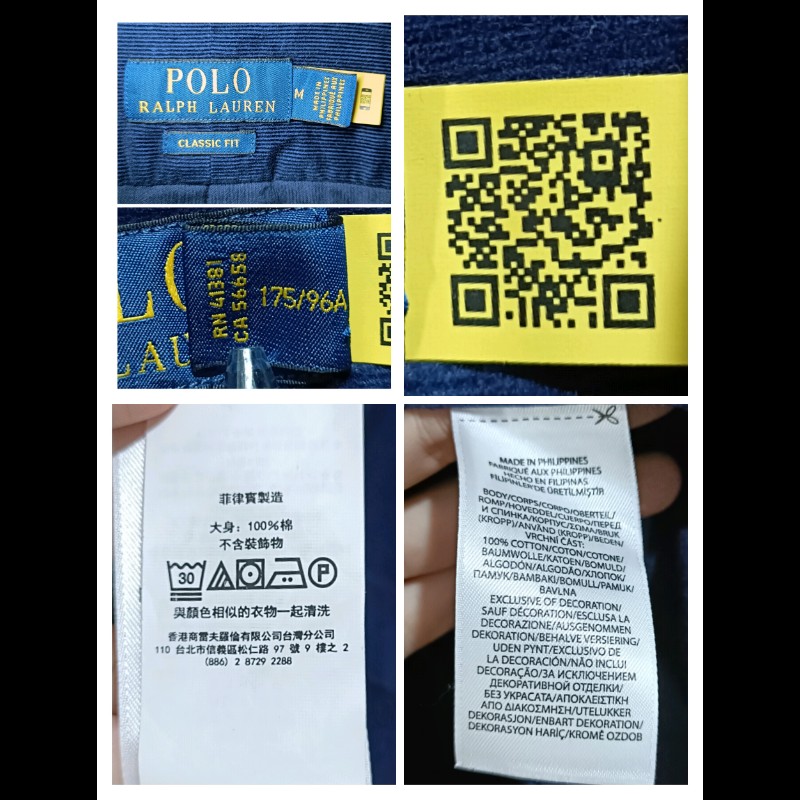 POLO
RALPH LAUREN
M
MADE IN
PHILIPPINES
FABRIQUÉ AUX
PHILIPPINES
CLASSIC FIT
RN 41381
CA 56658
175/96A
LAU
菲律賓製造
大身：100%棉
不含裝飾物
30
P
與顏色相似的衣物一起清洗
香港商雷夫羅倫有限公司台灣分公司
110 台北市信義區松仁路 97 號 9 樓之 2
(886) 2 8729 2288
MADE IN PHILIPPINES
FABRIQUÉ AUX PHILIPPINES
HECHO EN FILIPINAS
FILIPINLER'DE ÜRETİLMİŞTİR
BODY/CORPS/CORPO/OBERTEIL/
ROMP/HOVEDDEL/CUERPO/ПЕРЕД
И СПИНКА/КОРПУС/ΣΩΜΑ/BRUK
(KROPP)/ANVÄND (KROPP)/BEDEN/
VRCHNÍ ČÁST:
100% COTTON/COTON/COTONE/
BAUMWOLLE/KATOEN/BOMULD/
ALGODÓN/ALGODÃO/ХЛОПОК/
ПАМУК/ΒΑΜΒΑΚΙ/BOMULL/PAMUK/
BAVLNA
EXCLUSIVE OF DECORATION/
SAUF DÉCORATION/ESCLUSA LA
DECORAZIONE/AUSGENOMMEN
DEKORATION/BEHALVE VERSIERING/
UDEN PYNT/EXCLUSIVO DE
LA DECORACIÓN/NÃO INCLUI
DECORAÇÃO/ЗА ИСКЛЮЧЕНИЕМ
ДЕКОРАТИВНОЙ ОТДЕЛКИ/
БЕЗ УКРАСАТА/ΑΠΟΚΛΕΙΣΤΙΚΗ
ΑΠΟ ΔΙΑΚΟΣΜΗΣΗ/UTELUKKER
DEKORASJON/ENBART DEKORATION/
DEKORASYON HARİÇ/KROMĚ OZDOB